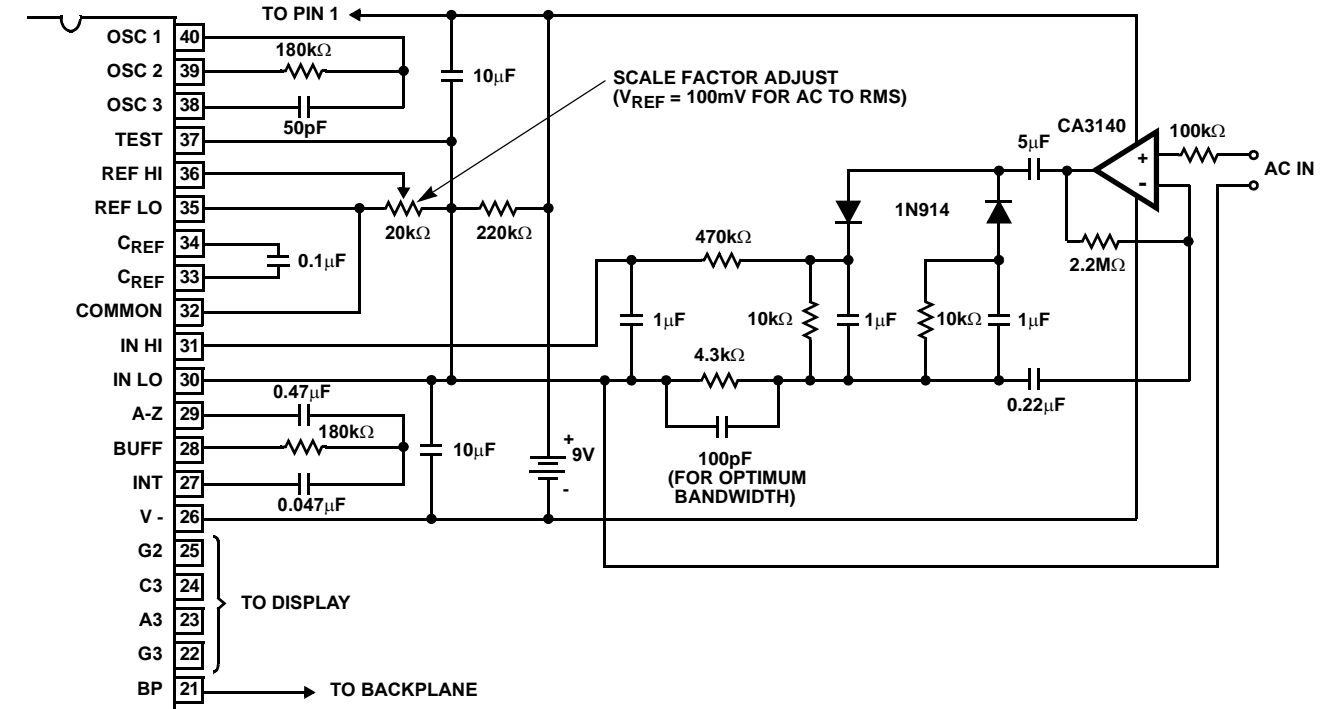 TO PIN 1
OSC 1 40
180kΩ
OSC 2 39
OSC 3 38
50pF
TEST 37
REF HI 36
REF LO 35
20kΩ
220kΩ
C_REF 34
0.1μF
C_REF 33
COMMON 32
IN HI 31
IN LO 30
0.47μF
A-Z 29
180kΩ
BUFF 28
INT 27
0.047μF
V - 26
G2 25
C3 24
A3 23
G3 22
TO DISPLAY
BP 21
TO BACKPLANE
10μF
SCALE FACTOR ADJUST
(V_REF = 100mV FOR AC TO RMS)
CA3140
100kΩ
5μF
+
-
AC IN
1N914
2.2MΩ
470kΩ
1μF
10kΩ
1μF
10kΩ
1μF
4.3kΩ
0.22μF
100pF
(FOR OPTIMUM
BANDWIDTH)
10μF
+
9V
-